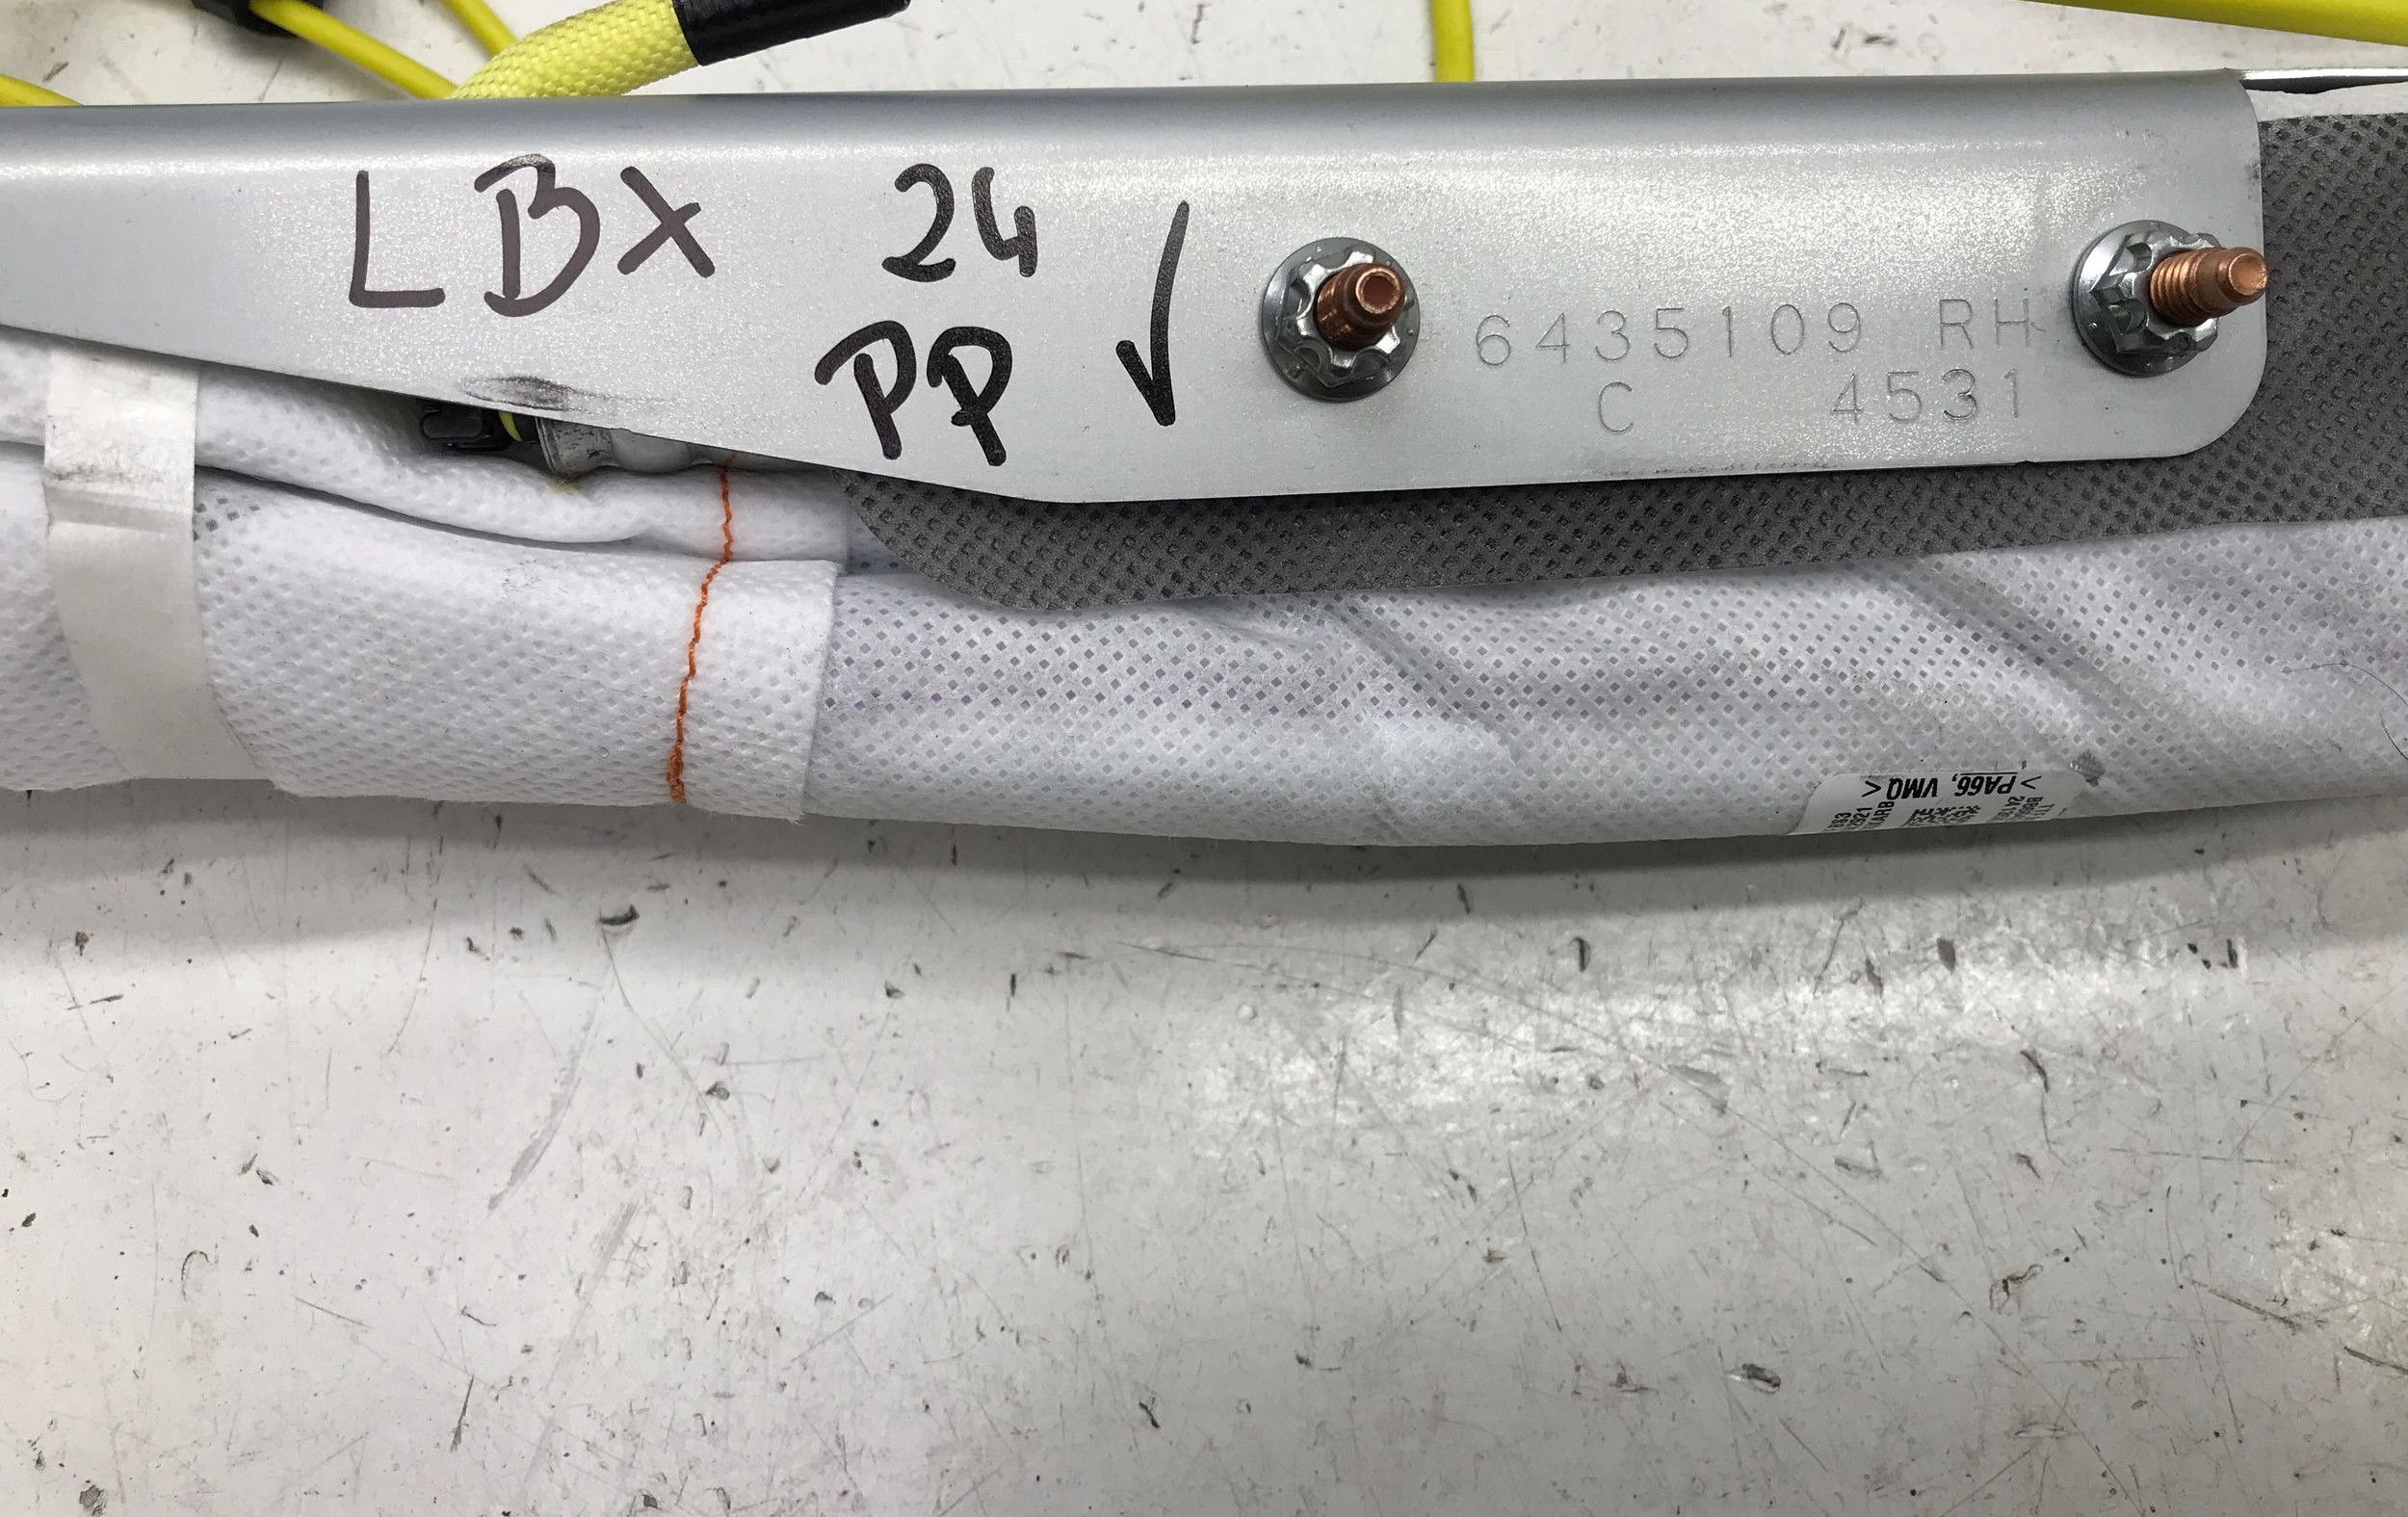 LBX 24
PP ✓
6435109 RH
C 4531
>PA66, VMQ<